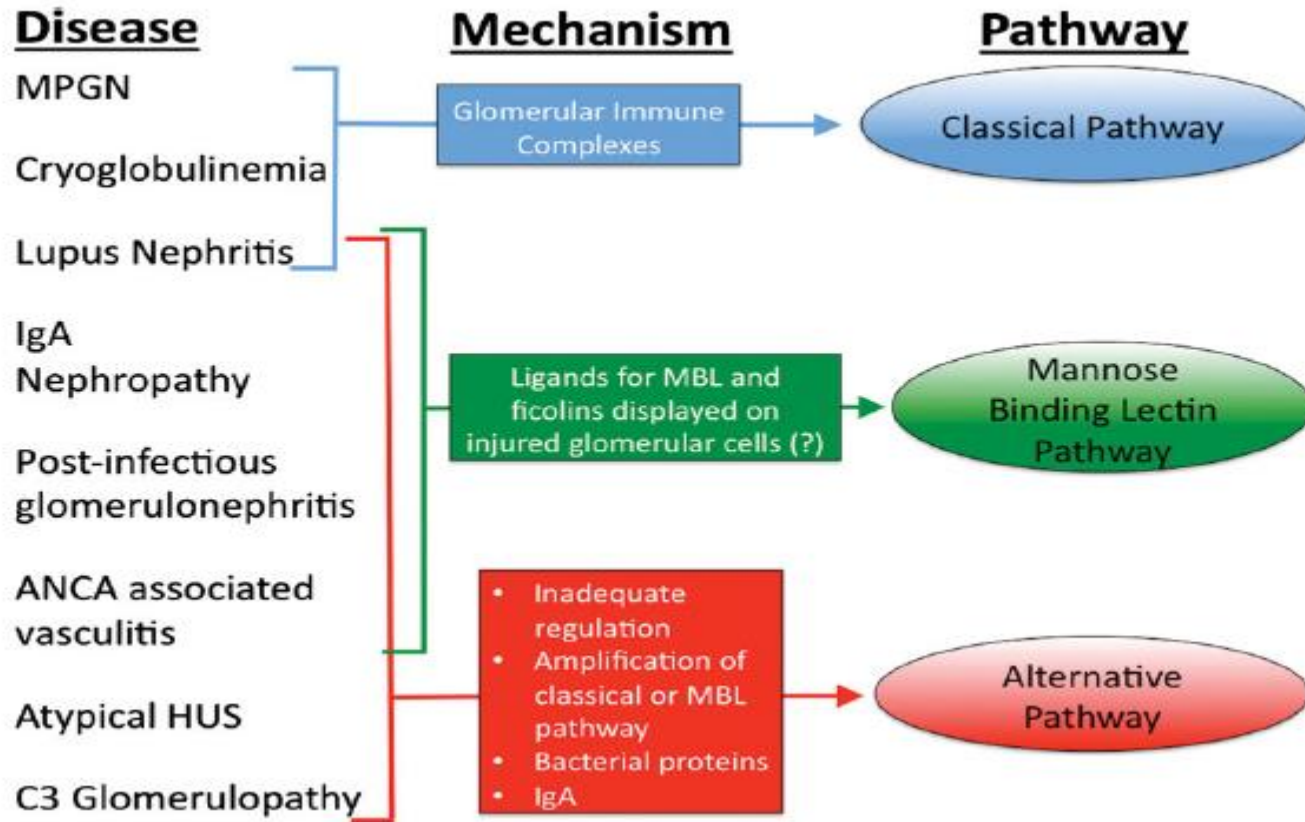 Disease
Mechanism
Pathway
MPGN
Cryoglobulinemia
Lupus Nephritis
IgA
Nephropathy
Post-infectious
glomerulonephritis
ANCA associated
vasculitis
Atypical HUS
C3 Glomerulopathy
Glomerular Immune
Complexes
Classical Pathway
Ligands for MBL and
ficolins displayed on
injured glomerular cells (?)
Mannose
Binding Lectin
Pathway
• Inadequate
regulation
• Amplification of
classical or MBL
pathway
• Bacterial proteins
• IgA
Alternative
Pathway